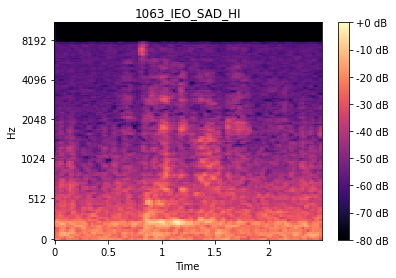 1063_IEO_SAD_HI
8192
4096
2048
1024
512
0
Hz
0
0.5
1
1.5
2
Time
+0 dB
-10 dB
-20 dB
-30 dB
-40 dB
-50 dB
-60 dB
-70 dB
-80 dB